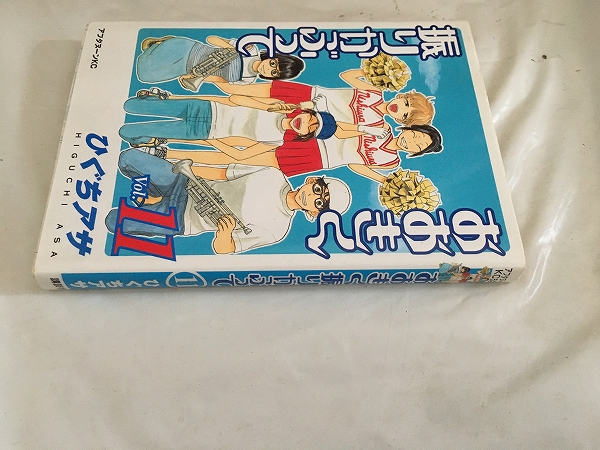 おおきく
振りかぶって
アフタヌーンKC
Vol.11
ひぐちアサ
HIGUCHI ASA
Nishiura
Nishiura
おおきく振りかぶって
11
ひぐちアサ